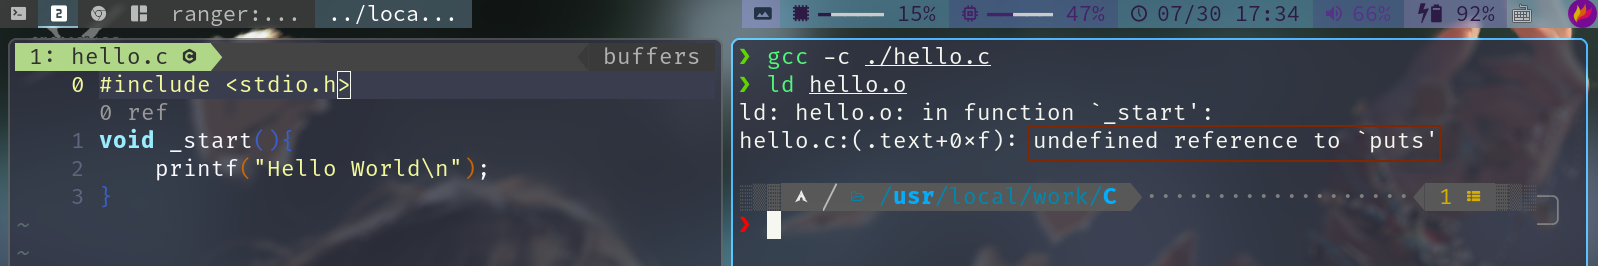 2 ranger:... ../loca... 15% 47% 07/30 17:34 66% 92%
1: hello.c buffers
0 #include <stdio.h>
0 ref
1 void _start(){
2 printf("Hello World\n");
3 }
~
~
❯ gcc -c ./hello.c
❯ ld hello.o
ld: hello.o: in function `_start':
hello.c:(.text+0×f): undefined reference to `puts'
/usr/local/work/C 1
❯